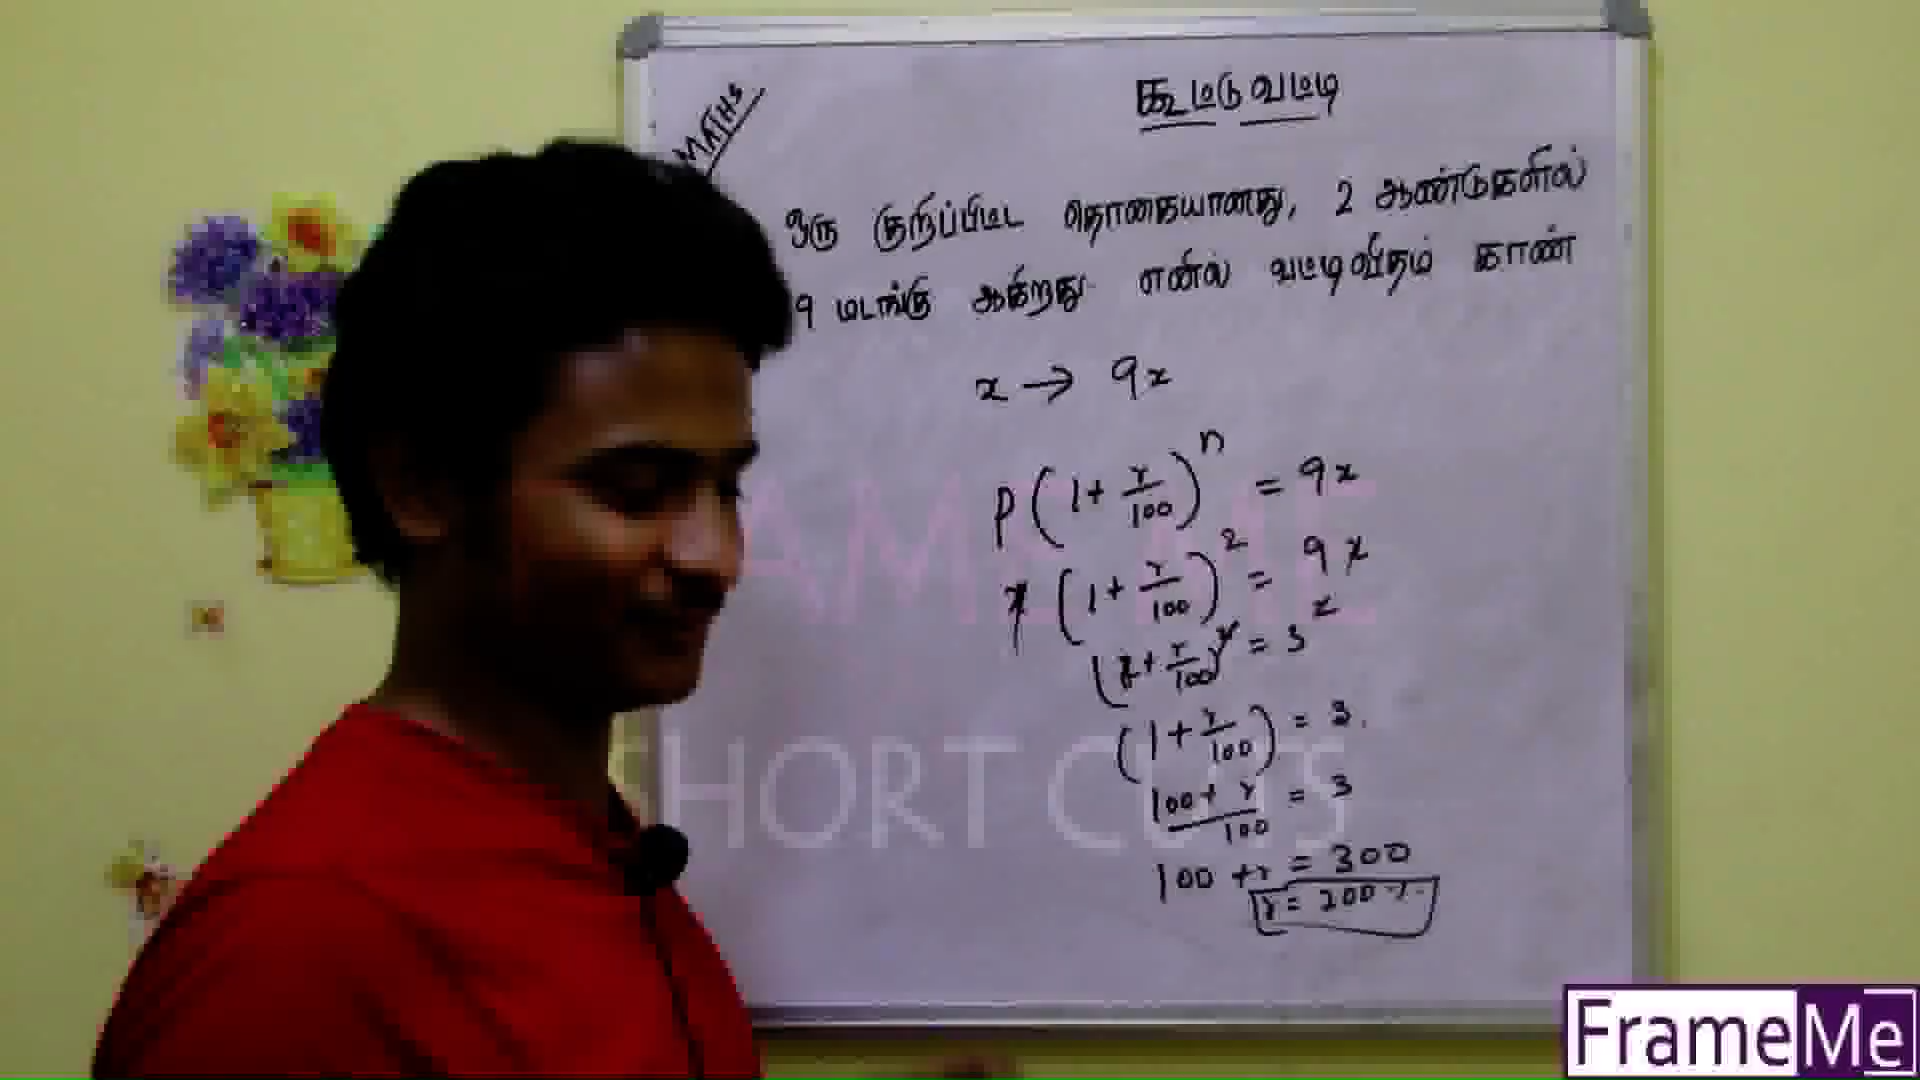 MATHS
கூட்டு வட்டி
ஒரு குறிப்பிட்ட தொகையானது, 2 ஆண்டுகளில்
9 மடங்கு ஆகிறது எனில் வட்டிவீதம் காண்
x → 9x
P(1+r/100)^n = 9x
x(1+r/100)^2 = 9x
(1+r/100)^2 = 3^2
(1+r/100) = 3.
100+r/100 = 3
100+r = 300
r = 200%.
SHORT CUTS
FrameMe